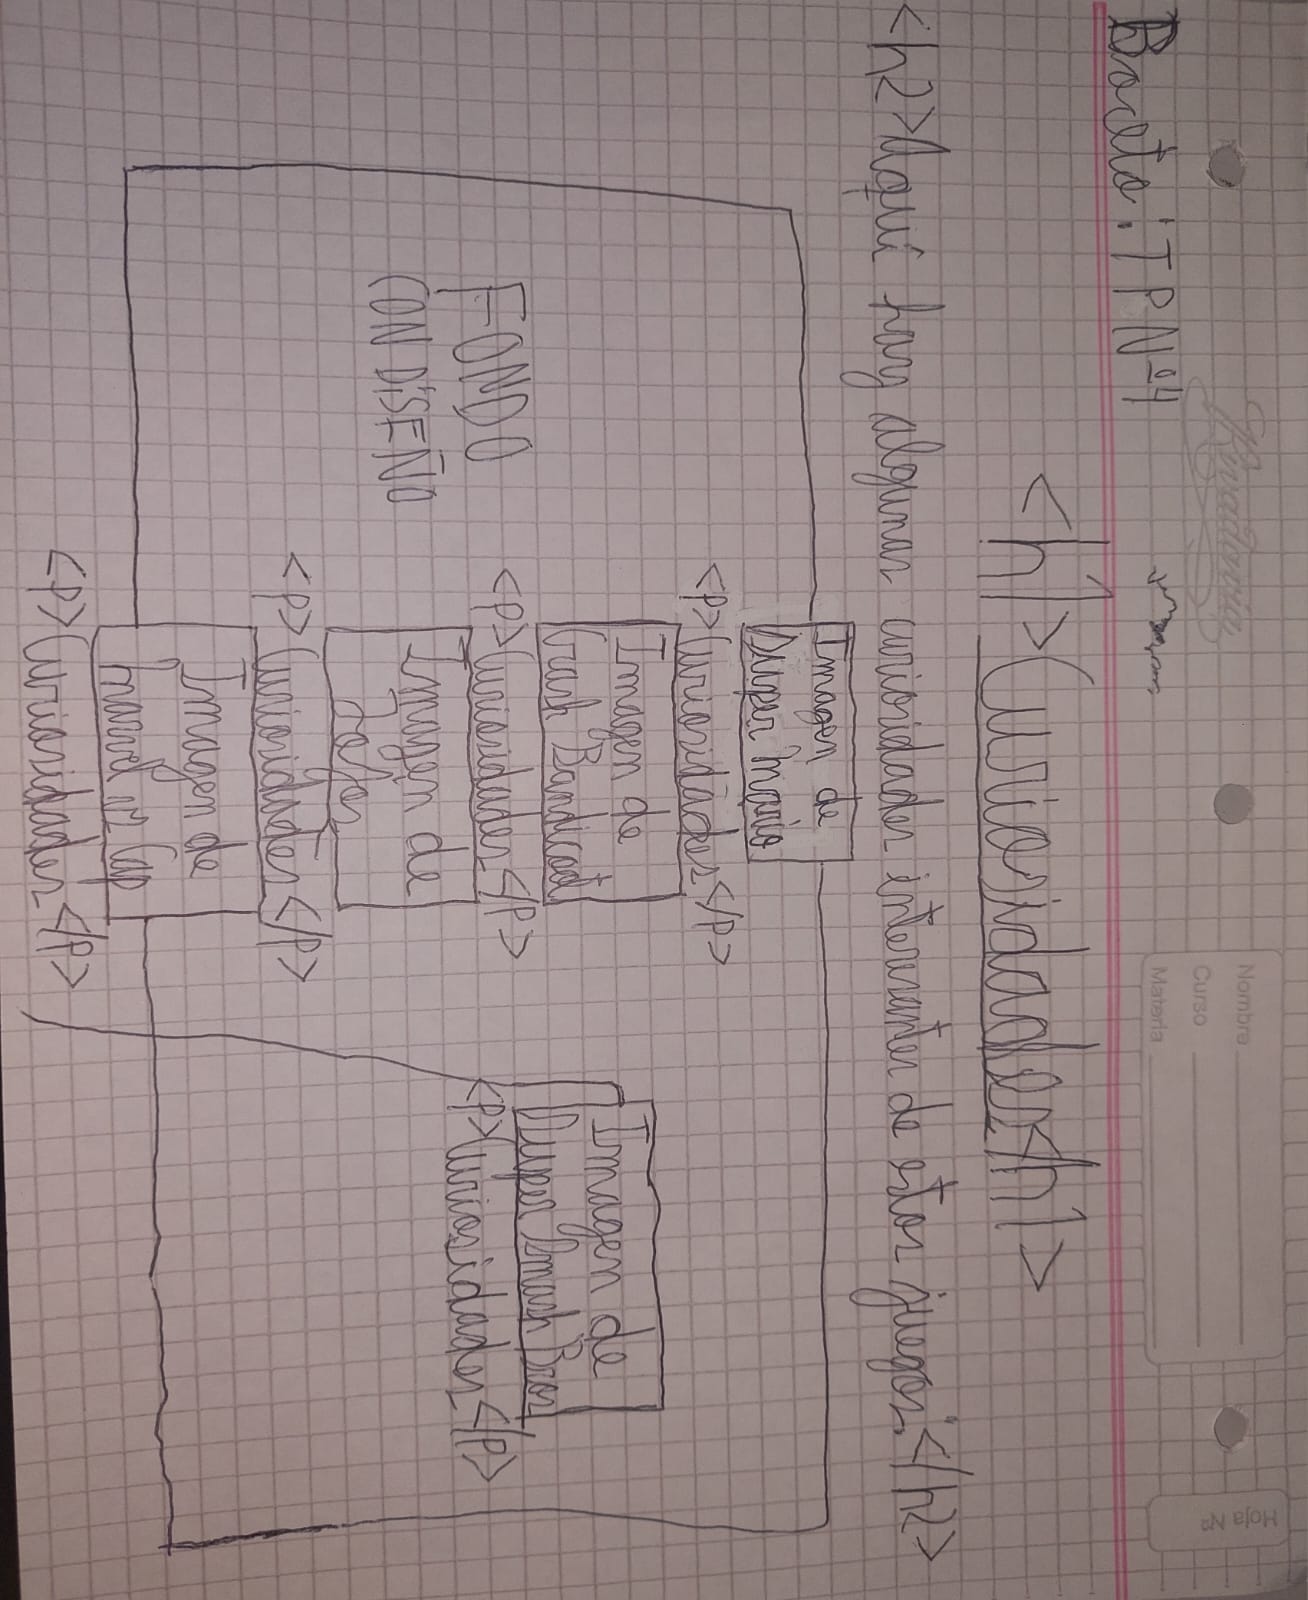 Rivadavia
Nombre
Curso
Materia
Hoja Nº
Boceto: TP Nº4
<h1>Curiosidades<h1>
<h2>Aquí hay algunas curiosidades interesantes de estos juegos:</h2>
Imagen de
Super Mario
<p>Curiosidades</p>
Imagen de
Crash Bandicoot
<p>Curiosidades</p>
Imagen de
Jojos
<p>Curiosidades</p>
Imagen de
Marvel vs Cap
<p>Curiosidades</p>
Imagen de
Super Smash Bros
<p>Curiosidades</p>
FONDO
CON DISEÑO